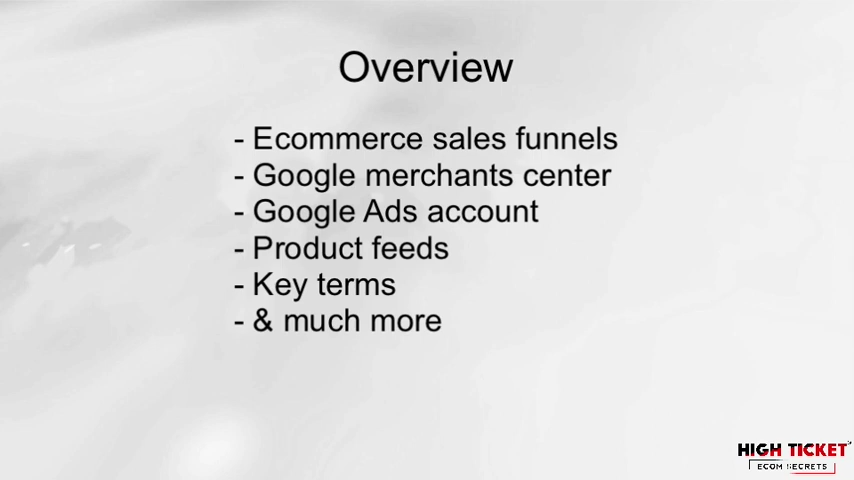 Overview
- Ecommerce sales funnels
- Google merchants center
- Google Ads account
- Product feeds
- Key terms
- & much more
HIGH TICKET
ECOM SECRETS